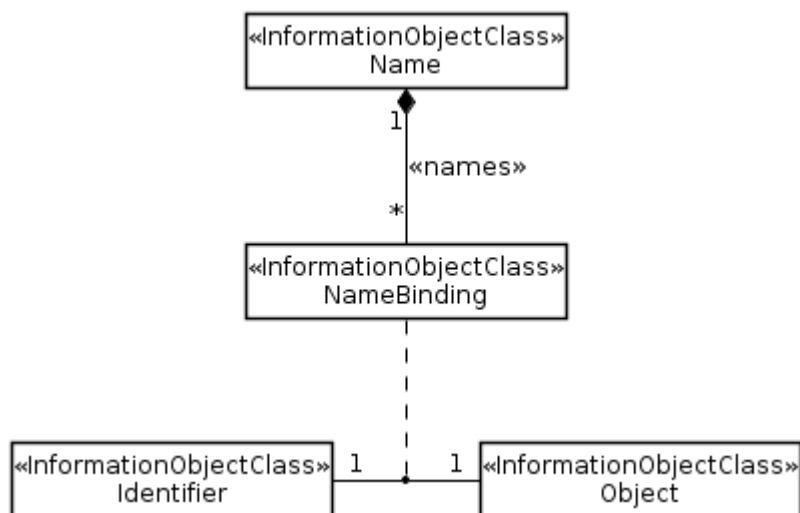 «InformationObjectClass»
Name
1
«names»
*
«InformationObjectClass»
NameBinding
«InformationObjectClass»
Identifier
1
1
«InformationObjectClass»
Object